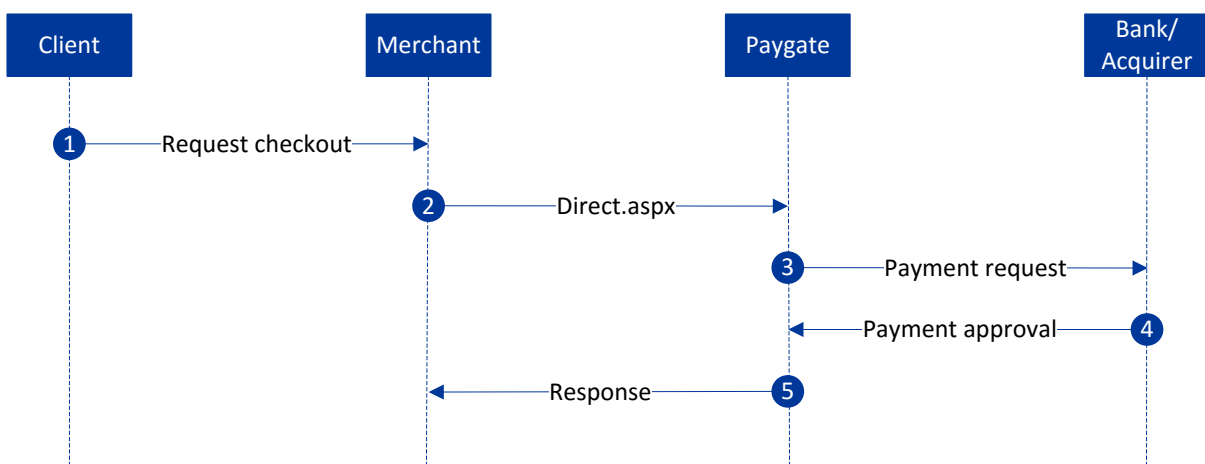 Client
Merchant
Paygate
Bank/
Acquirer
1 Request checkout
2 Direct.aspx
3 Payment request
Payment approval 4
Response 5